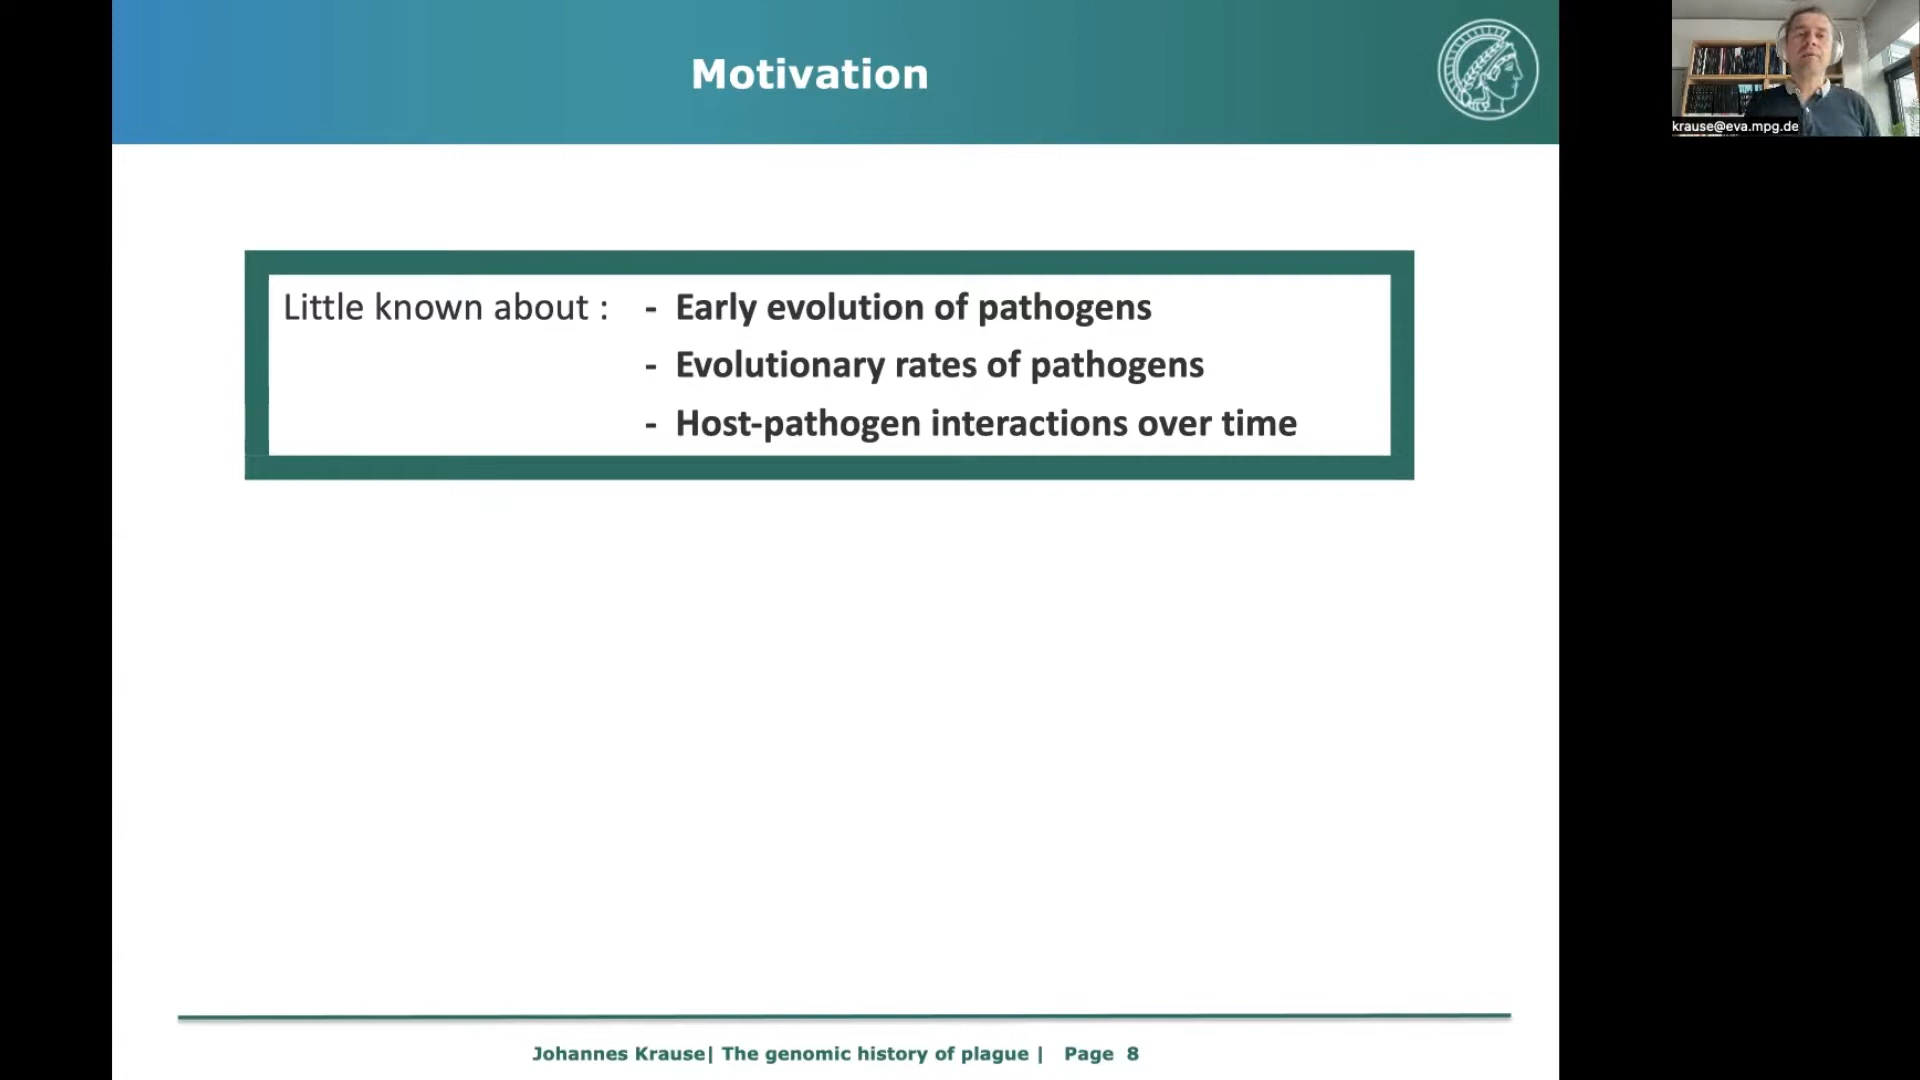 Motivation
krause@eva.mpg.de
Little known about : - Early evolution of pathogens
- Evolutionary rates of pathogens
- Host-pathogen interactions over time
Johannes Krause| The genomic history of plague | Page 8